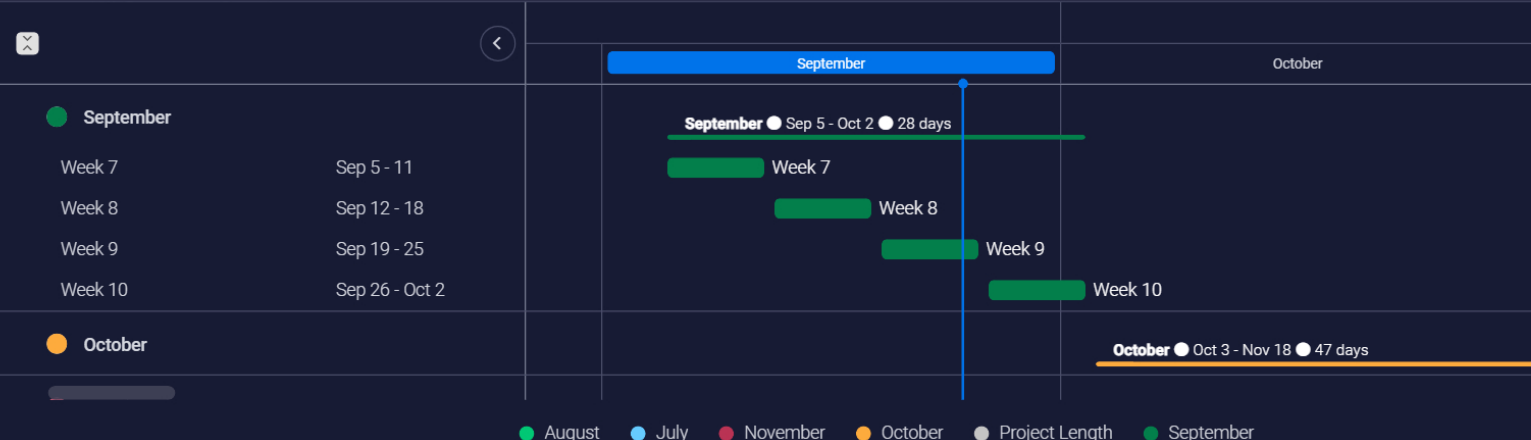 September
October
September
September ● Sep 5 - Oct 2 ● 28 days
Week 7
Sep 5 - 11
Week 7
Week 8
Sep 12 - 18
Week 8
Week 9
Sep 19 - 25
Week 9
Week 10
Sep 26 - Oct 2
Week 10
October
October ● Oct 3 - Nov 18 ● 47 days
August
July
November
October
Project Length
September